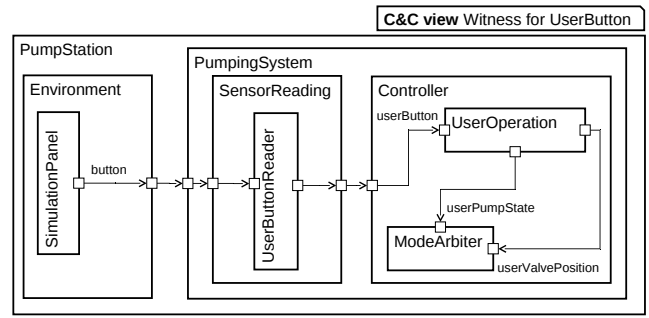 C&C view Witness for UserButton
PumpStation
PumpingSystem
Environment
SensorReading
Controller
SimulationPanel
button
UserButtonReader
userButton
UserOperation
userPumpState
ModeArbiter
userValvePosition